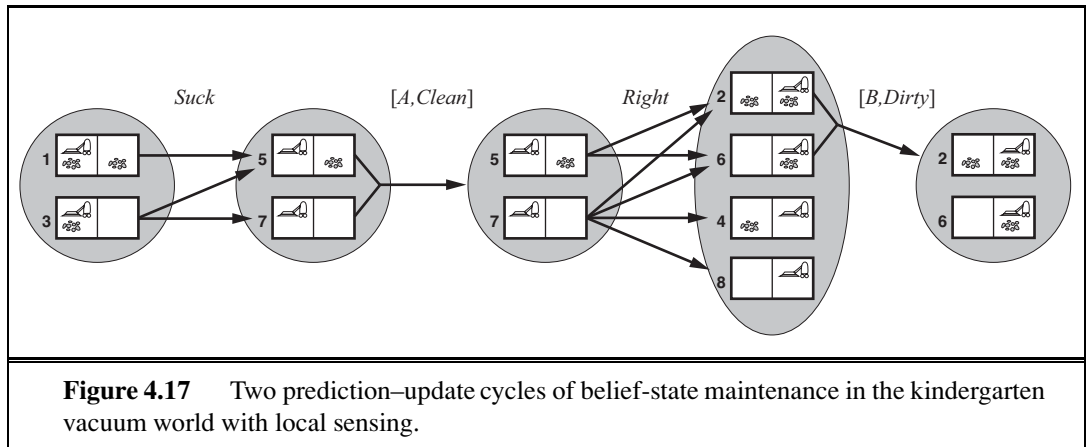 Suck
[A,Clean]
Right
[B,Dirty]
1
3
5
7
5
7
2
6
4
8
2
6
Figure 4.17 Two prediction–update cycles of belief-state maintenance in the kindergarten
vacuum world with local sensing.